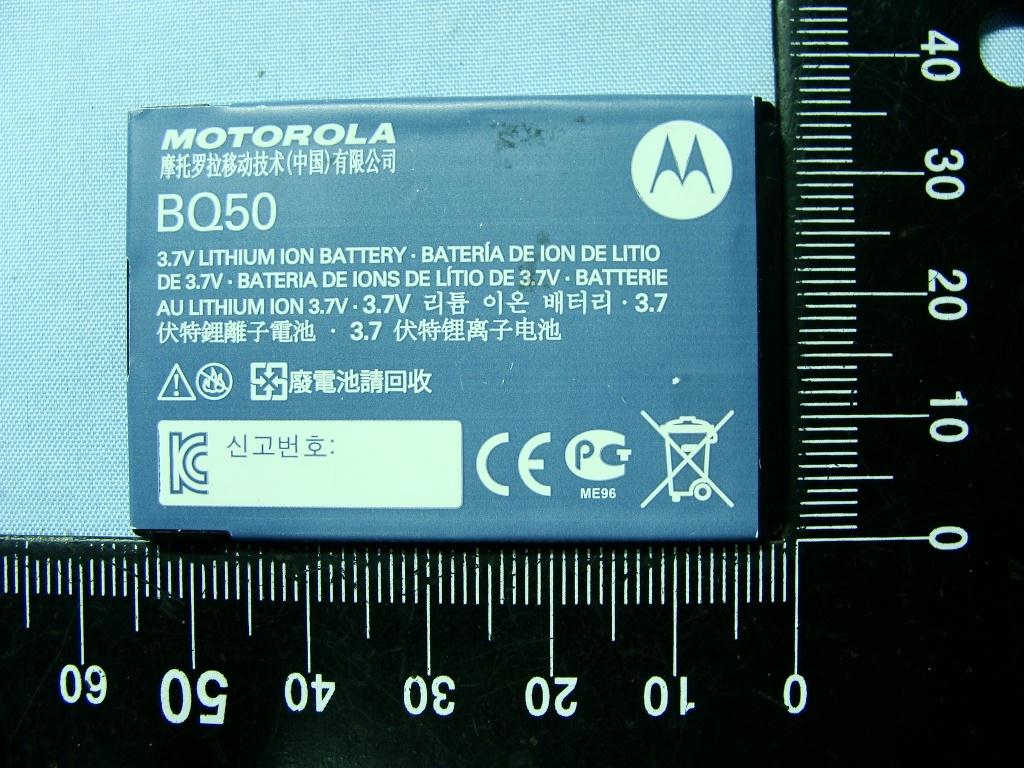 MOTOROLA
摩托罗拉移动技术(中国)有限公司
BQ50
3.7V LITHIUM ION BATTERY · BATERÍA DE ION DE LITIO
DE 3.7V · BATERIA DE IONS DE LÍTIO DE 3.7V · BATTERIE
AU LITHIUM ION 3.7V · 3.7V 리튬 이온 배터리 · 3.7
伏特鋰離子電池 · 3.7 伏特锂离子电池
廢電池請回收
신고번호:
CE
PG
ME96
40
30
20
10
0
60
50
40
30
20
10
0